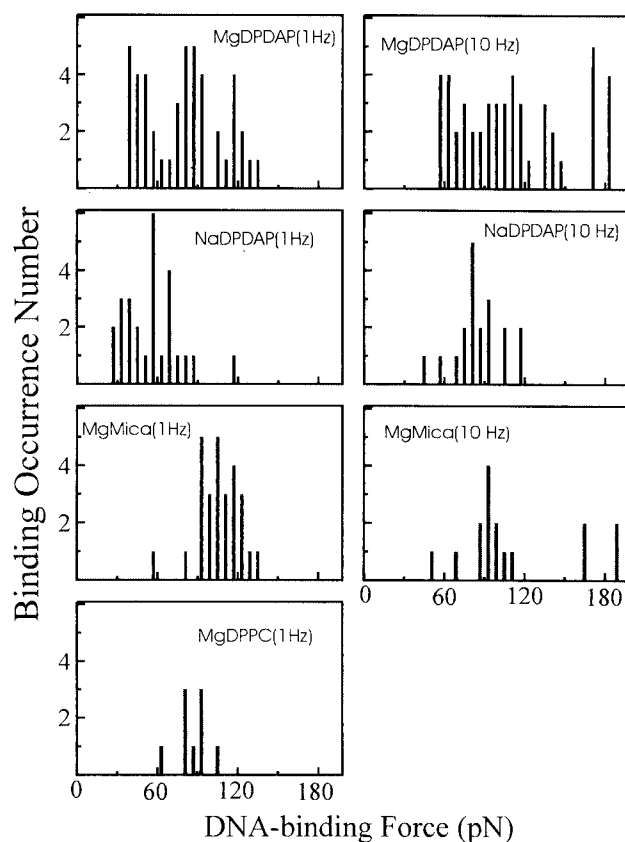 MgDPDAP(1Hz)
MgDPDAP(10 Hz)
4
2
NaDPDAP(1Hz)
NaDPDAP(10 Hz)
4
2
MgMica(1Hz)
MgMica(10 Hz)
4
2
0 60 120 180
MgDPPC(1Hz)
4
2
0 60 120 180
Binding Occurrence Number
DNA-binding Force (pN)